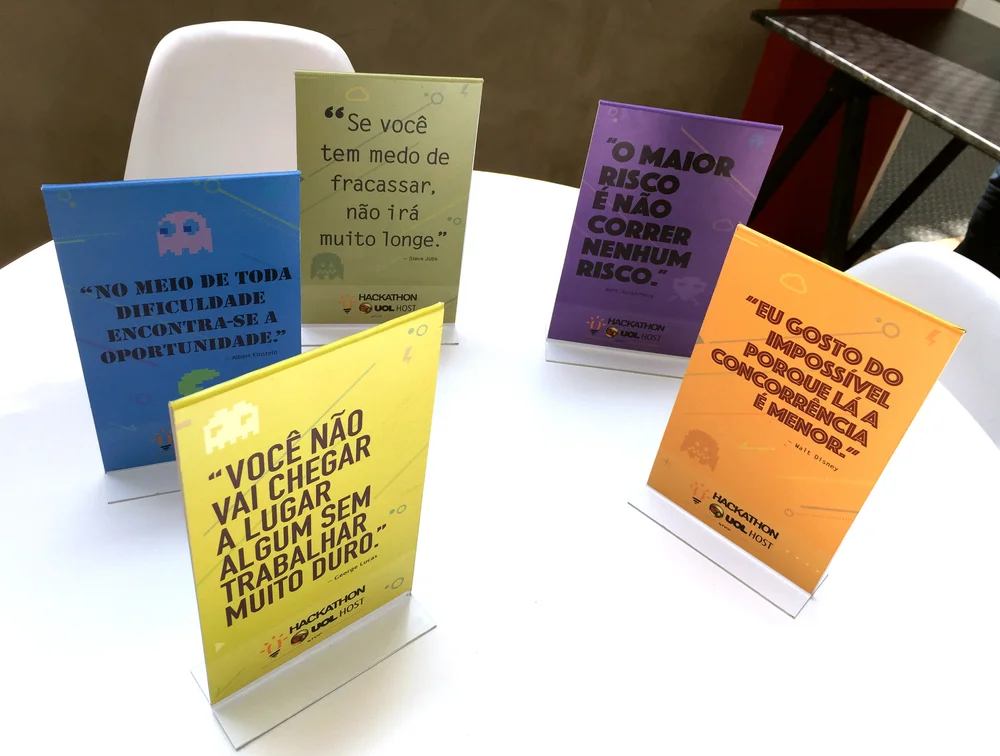 “Se você
tem medo de
fracassar,
não irá
muito longe.”
— Steve Jobs
HACKATHON
UOL HOST
“O MAIOR
RISCO
É NÃO
CORRER
NENHUM
RISCO.”
HACKATHON
UOL HOST
“NO MEIO DE TODA
DIFICULDADE
ENCONTRA-SE A
OPORTUNIDADE.”
— Albert Einstein
“EU GOSTO DO
IMPOSSÍVEL
PORQUE LÁ A
CONCORRÊNCIA
É MENOR.”
— Walt Disney
HACKATHON
UOL HOST
“VOCÊ NÃO
VAI CHEGAR
A LUGAR
ALGUM SEM
TRABALHAR
MUITO DURO.”
— George Lucas
HACKATHON
UOL HOST